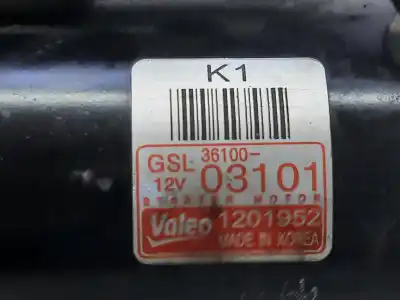 K1
GSL 36100-
12V 03101
STARTER MOTOR
Valeo 1201952
MADE IN KOREA